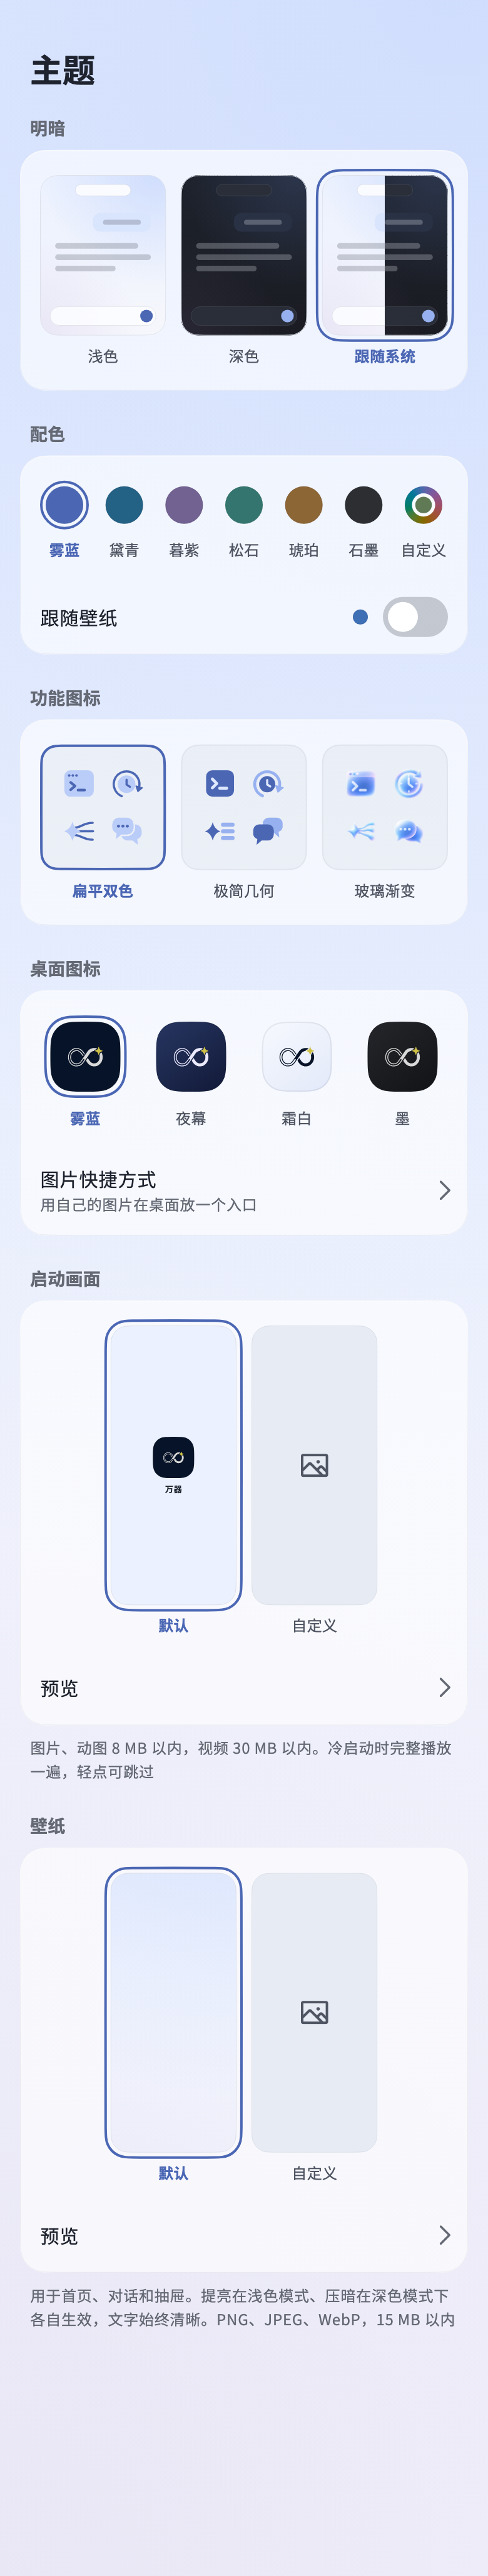 主题
明暗
浅色
深色
跟随系统
配色
雾蓝
黛青
暮紫
松石
琥珀
石墨
自定义
跟随壁纸
功能图标
扁平双色
极简几何
玻璃渐变
桌面图标
雾蓝
夜幕
霜白
墨
图片快捷方式
用自己的图片在桌面放一个入口
启动画面
万器
默认
自定义
预览
图片、动图 8 MB 以内，视频 30 MB 以内。冷启动时完整播放
一遍，轻点可跳过
壁纸
默认
自定义
预览
用于首页、对话和抽屉。提亮在浅色模式、压暗在深色模式下
各自生效，文字始终清晰。PNG、JPEG、WebP，15 MB 以内